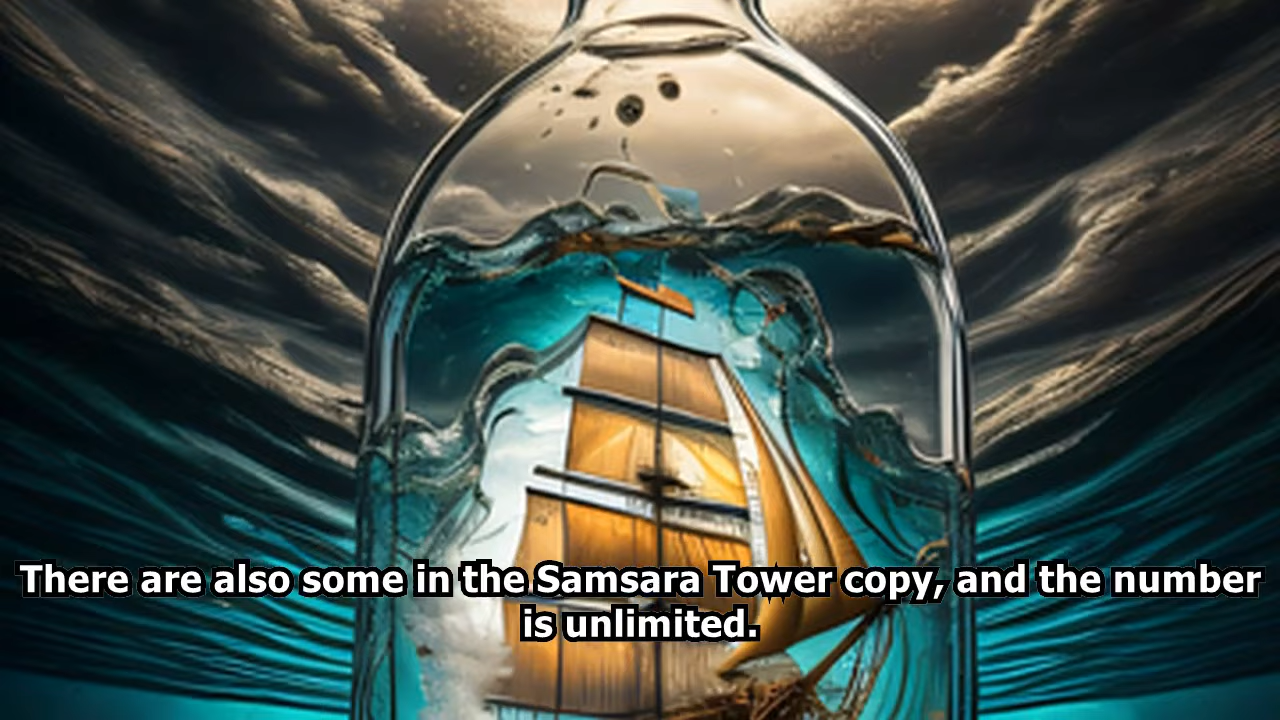 There are also some in the Samsara Tower copy, and the number
is unlimited.